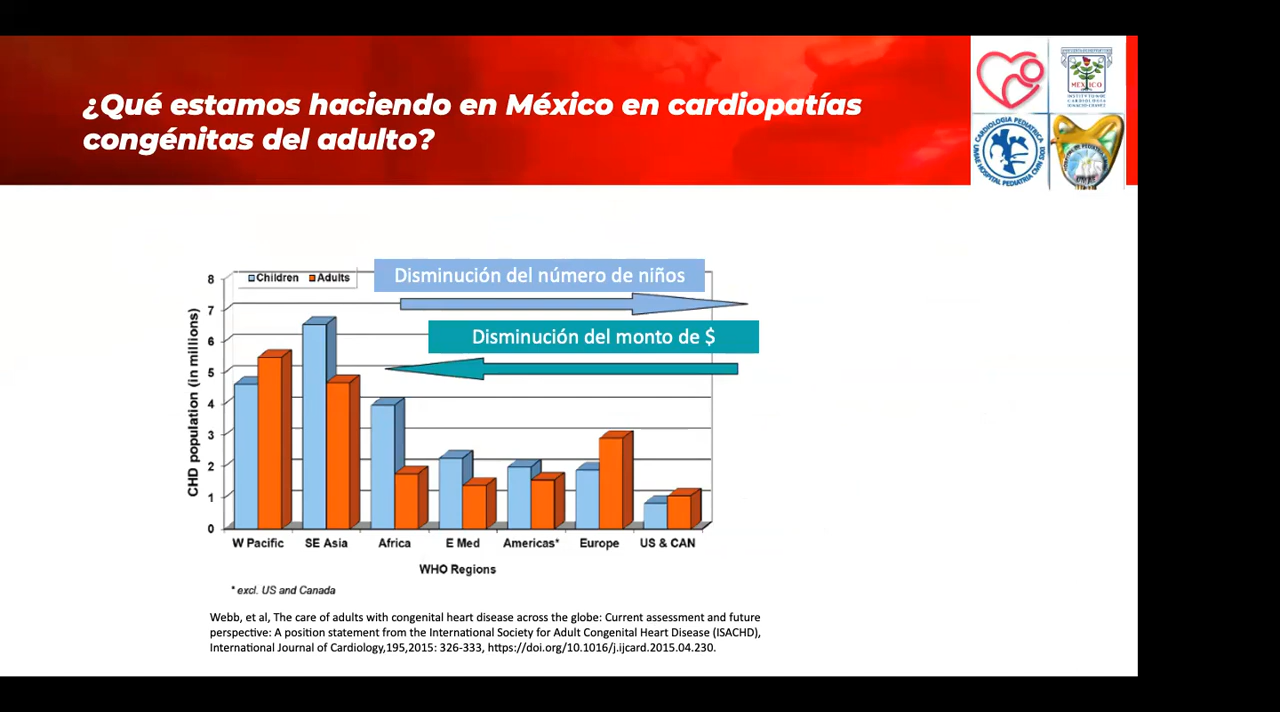 ¿Qué estamos haciendo en México en cardiopatías
congénitas del adulto?
MEXICO
CARDIOLOGIA PEDIATRICA
Disminución del número de niños
Disminución del monto de $
Children
Adults
CHD population (in millions)
8
7
6
5
4
3
2
1
0
W Pacific
SE Asia
Africa
E Med
Americas*
Europe
US & CAN
WHO Regions
* excl. US and Canada
Webb, et al, The care of adults with congenital heart disease across the globe: Current assessment and future
perspective: A position statement from the International Society for Adult Congenital Heart Disease (ISACHD),
International Journal of Cardiology,195,2015: 326-333, https://doi.org/10.1016/j.ijcard.2015.04.230.